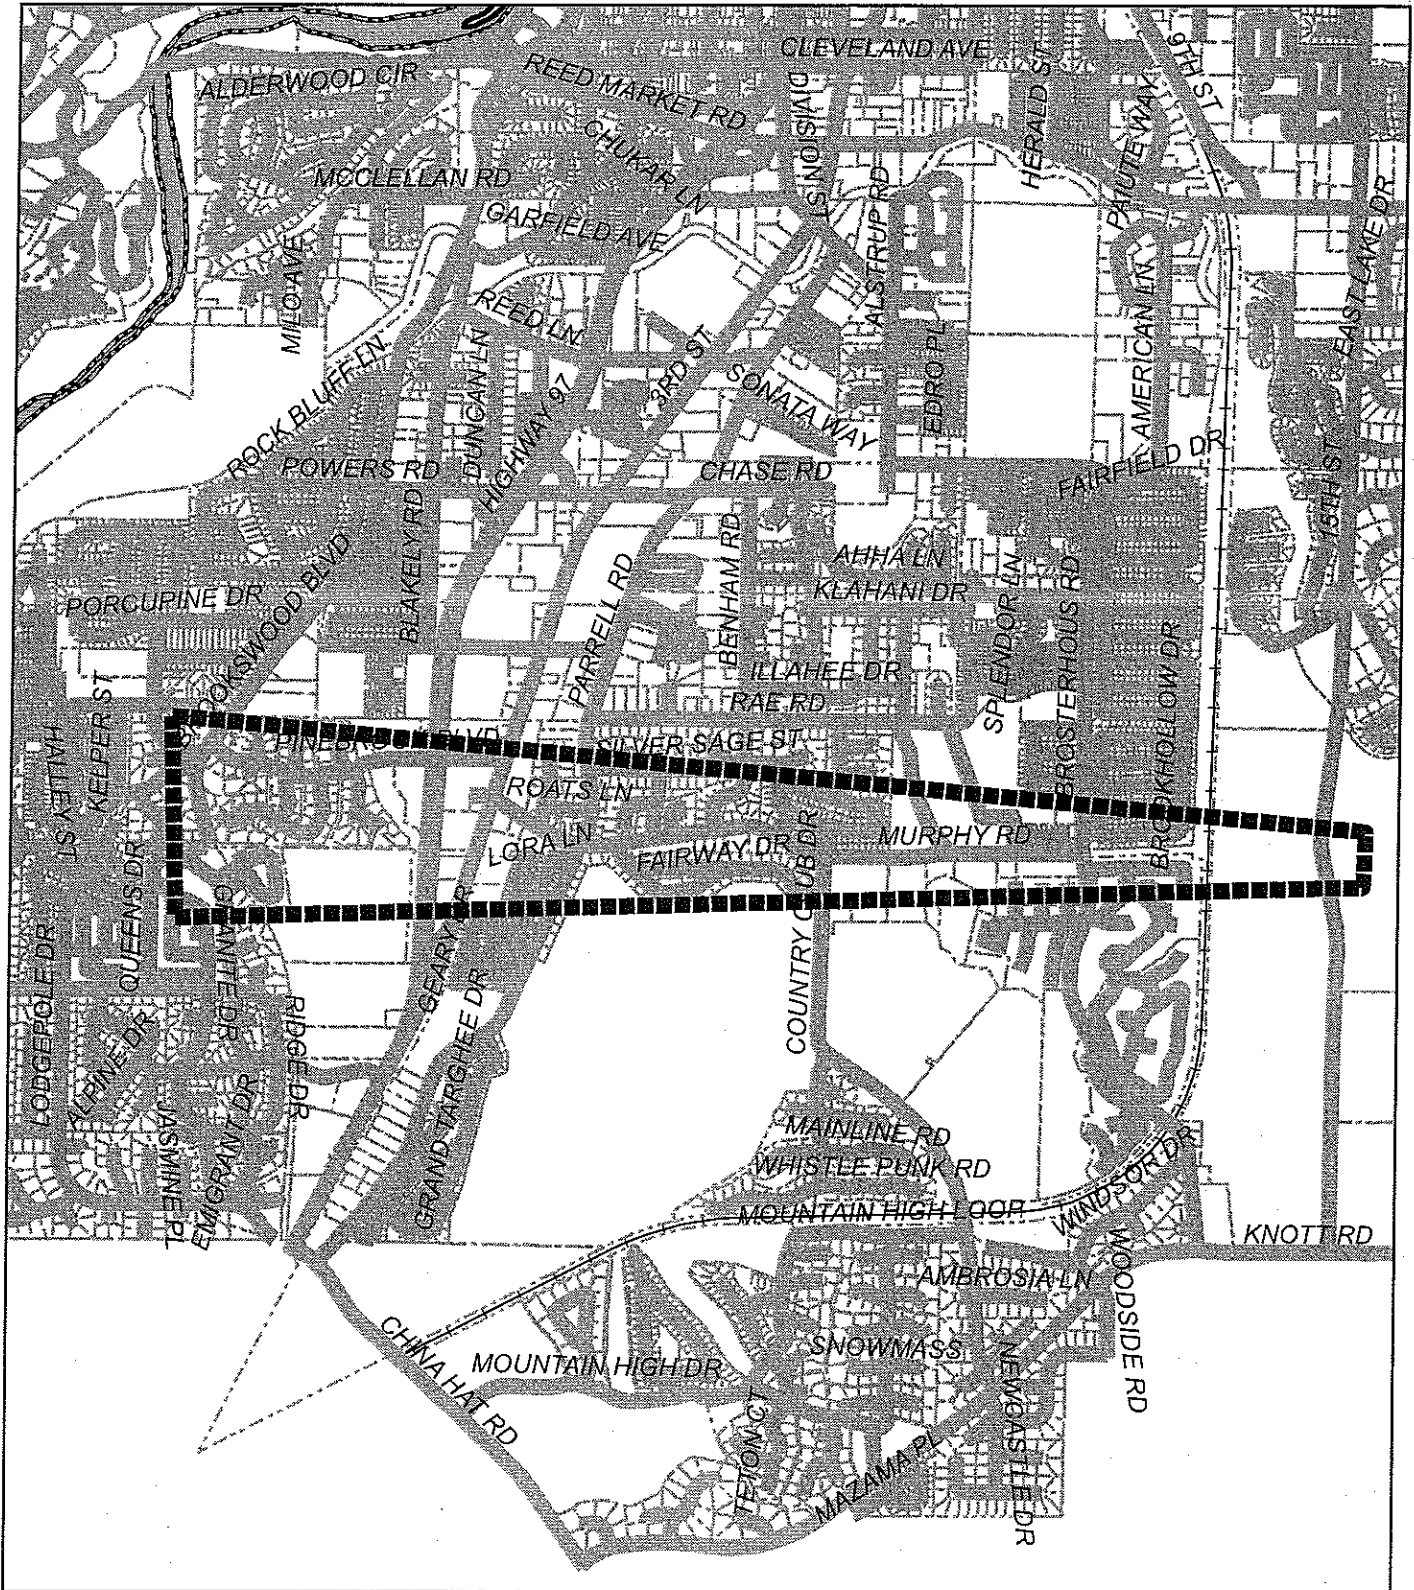 CLEVELAND AVE
9TH ST
ALDERWOOD CIR
REED MARKET RD
DIVISION ST
HERALD ST
PAIUTE WAY
CHUKAR LN
MCCLELLAN RD
GARFIELD AVE
ALSTRUP RD
EAST LAKE DR
MILO AVE
REED LN
AMERICAN LN
ROCK BLUFF LN
DUNCAN LN
HIGHWAY 97
3RD ST
SONATA WAY
EDRO PL
POWERS RD
CHASE RD
FAIRFIELD DR
15TH ST
BLAKELY RD
BENHAM RD
AHHA LN
PORCUPINE DR
BROOKSWOOD BLVD
PARRELL RD
KLAHANI DR
SPLENDOR LN
BROSTERHOUS RD
BROOKHOLLOW DR
KELPER ST
ILLAHEE DR
RAE RD
HALLEY ST
PINEBROOK BLVD
SILVER SAGE ST
ROATS LN
LORA LN
FAIRWAY DR
MURPHY RD
QUEENS DR
GRANITE DR
GEARY DR
COUNTRY CLUB DR
LODGEPOLE DR
ALPINE DR
RIDGE DR
GRAND TARGHEE DR
JASMINE PL
EMIGRANT DR
MAINLINE RD
WHISTLE PUNK RD
MOUNTAIN HIGH LOOP
WINDSOR DR
KNOTT RD
AMBROSIA LN
WOODSIDE RD
CHINA HAT RD
MOUNTAIN HIGH DR
SNOWMASS
NEWCASTLE DR
TETON CT
MAZAMA PL